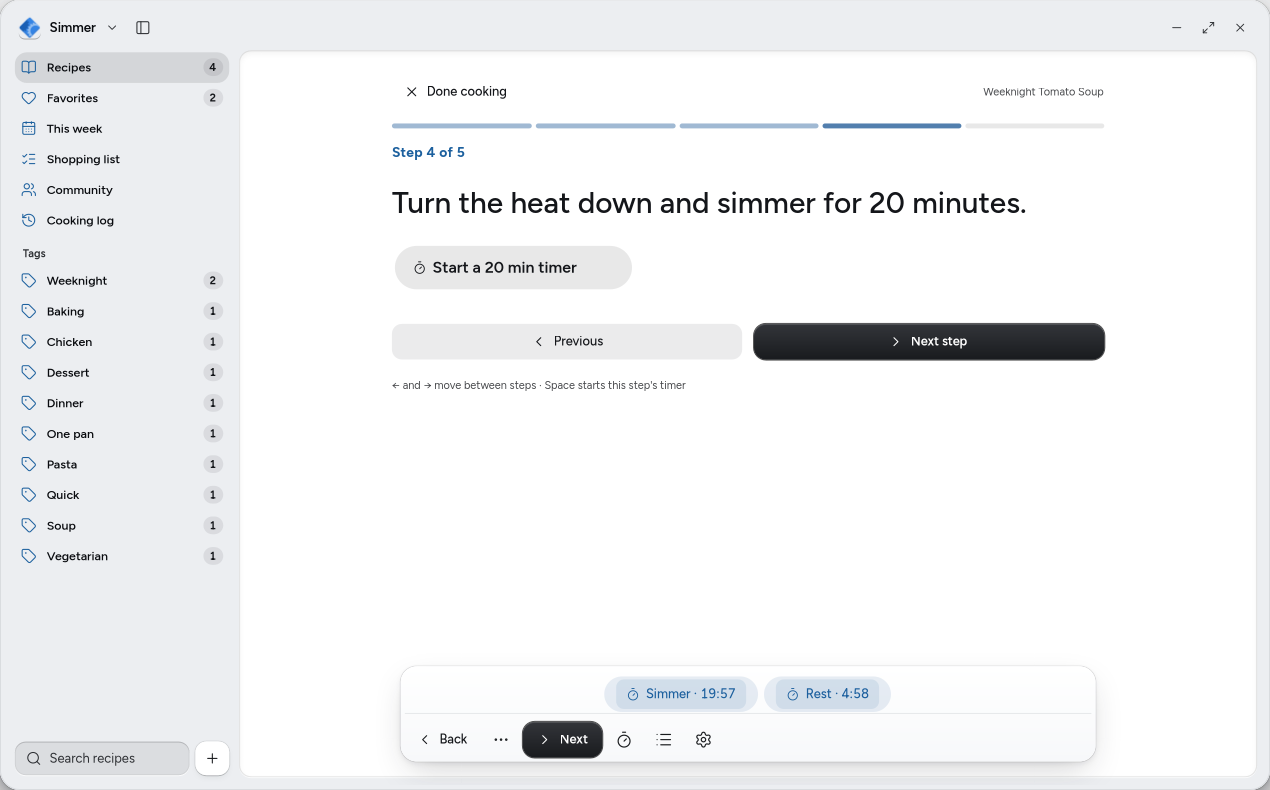 Simmer
Recipes 4
Favorites 2
This week
Shopping list
Community
Cooking log
Tags
Weeknight 2
Baking 1
Chicken 1
Dessert 1
Dinner 1
One pan 1
Pasta 1
Quick 1
Soup 1
Vegetarian 1
Search recipes
Done cooking
Weeknight Tomato Soup
Step 4 of 5
Turn the heat down and simmer for 20 minutes.
Start a 20 min timer
Previous
Next step
← and → move between steps · Space starts this step's timer
Simmer · 19:57
Rest · 4:58
Back
Next